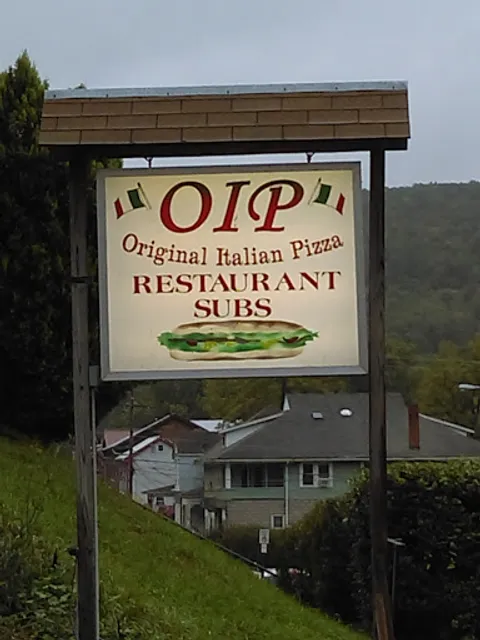 OIP
Original Italian Pizza
RESTAURANT
SUBS